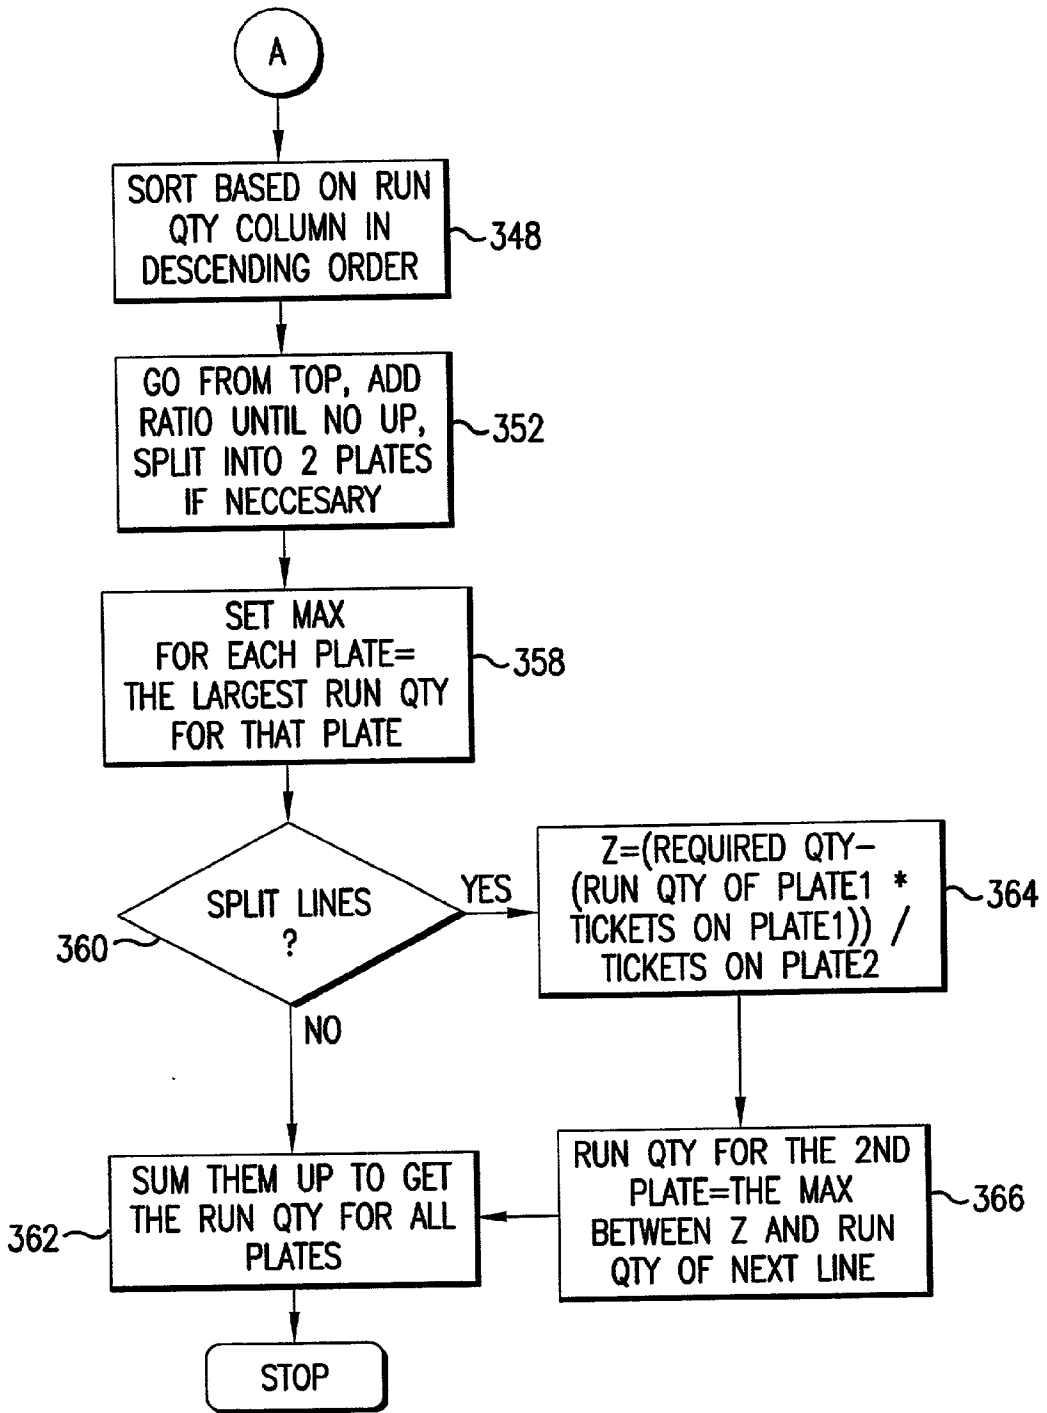 A
SORT BASED ON RUN
QTY COLUMN IN
DESCENDING ORDER
348
GO FROM TOP, ADD
RATIO UNTIL NO UP,
SPLIT INTO 2 PLATES
IF NECCESARY
352
SET MAX
FOR EACH PLATE=
THE LARGEST RUN QTY
FOR THAT PLATE
358
SPLIT LINES
?
360
YES
NO
Z=(REQUIRED QTY–
(RUN QTY OF PLATE1 *
TICKETS ON PLATE1)) /
TICKETS ON PLATE2
364
RUN QTY FOR THE 2ND
PLATE=THE MAX
BETWEEN Z AND RUN
QTY OF NEXT LINE
366
SUM THEM UP TO GET
THE RUN QTY FOR ALL
PLATES
362
STOP